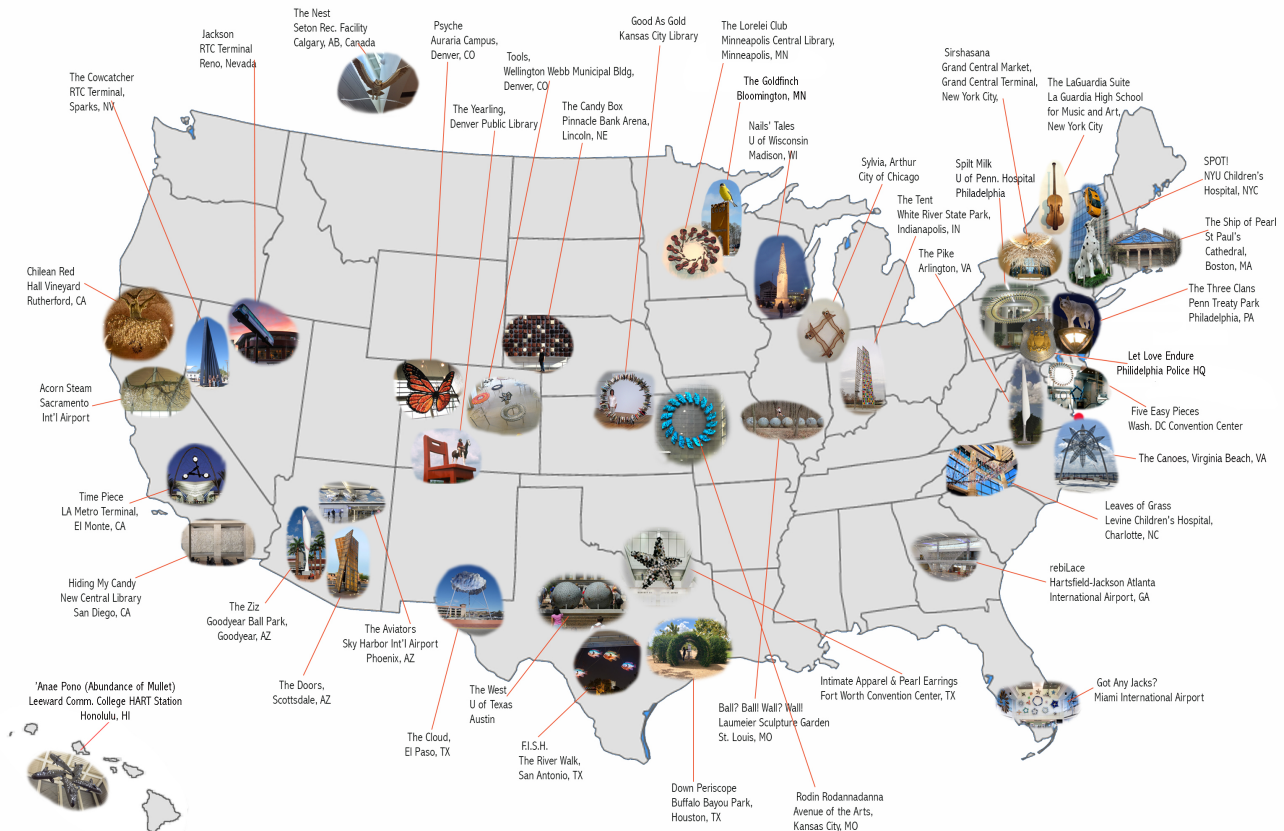 The Nest
Seton Rec. Facility
Calgary, AB, Canada
Jackson
RTC Terminal
Reno, Nevada
The Cowcatcher
RTC Terminal,
Sparks, NV
Psyche
Auraria Campus,
Denver, CO
Tools,
Wellington Webb Municipal Bldg,
Denver, CO
The Yearling,
Denver Public Library
The Candy Box
Pinnacle Bank Arena,
Lincoln, NE
Good As Gold
Kansas City Library
The Lorelei Club
Minneapolis Central Library,
Minneapolis, MN
The Goldfinch
Bloomington, MN
Nails' Tales
U of Wisconsin
Madison, WI
Sylvia, Arthur
City of Chicago
The Tent
White River State Park,
Indianapolis, IN
The Pike
Arlington, VA
Sirshasana
Grand Central Market,
Grand Central Terminal,
New York City,
The LaGuardia Suite
La Guardia High School
for Music and Art,
New York City
Spilt Milk
U of Penn. Hospital
Philadelphia
SPOT!
NYU Children's
Hospital, NYC
The Ship of Pearl
St Paul's
Cathedral,
Boston, MA
The Three Clans
Penn Treaty Park
Philadelphia, PA
Let Love Endure
Philidelphia Police HQ
Five Easy Pieces
Wash. DC Convention Center
The Canoes, Virginia Beach, VA
Leaves of Grass
Levine Children's Hospital,
Charlotte, NC
rebiLace
Hartsfield-Jackson Atlanta
International Airport, GA
Got Any Jacks?
Miami International Airport
Chilean Red
Hall Vineyard
Rutherford, CA
Acorn Steam
Sacramento
Int'l Airport
Time Piece
LA Metro Terminal,
El Monte, CA
Hiding My Candy
New Central Library
San Diego, CA
The Ziz
Goodyear Ball Park,
Goodyear, AZ
The Doors,
Scottsdale, AZ
The Aviators
Sky Harbor Int'l Airport
Phoenix, AZ
The Cloud,
El Paso, TX
The West
U of Texas
Austin
F.I.S.H.
The River Walk,
San Antonio, TX
Down Periscope
Buffalo Bayou Park,
Houston, TX
Ball? Ball! Wall? Wall!
Laumeier Sculpture Garden
St. Louis, MO
Intimate Apparel & Pearl Earrings
Fort Worth Convention Center, TX
Rodin Rodannadanna
Avenue of the Arts,
Kansas City, MO
'Anae Pono (Abundance of Mullet)
Leeward Comm. College HART Station
Honolulu, HI